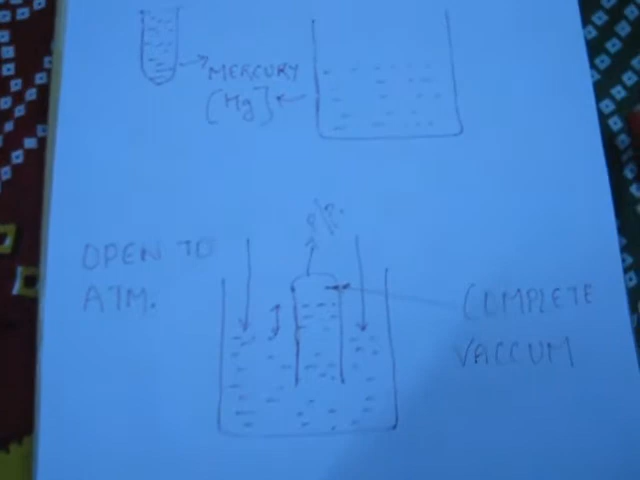 MERCURY
[Hg]
OPEN TO
ATM.
COMPLETE
VACCUM